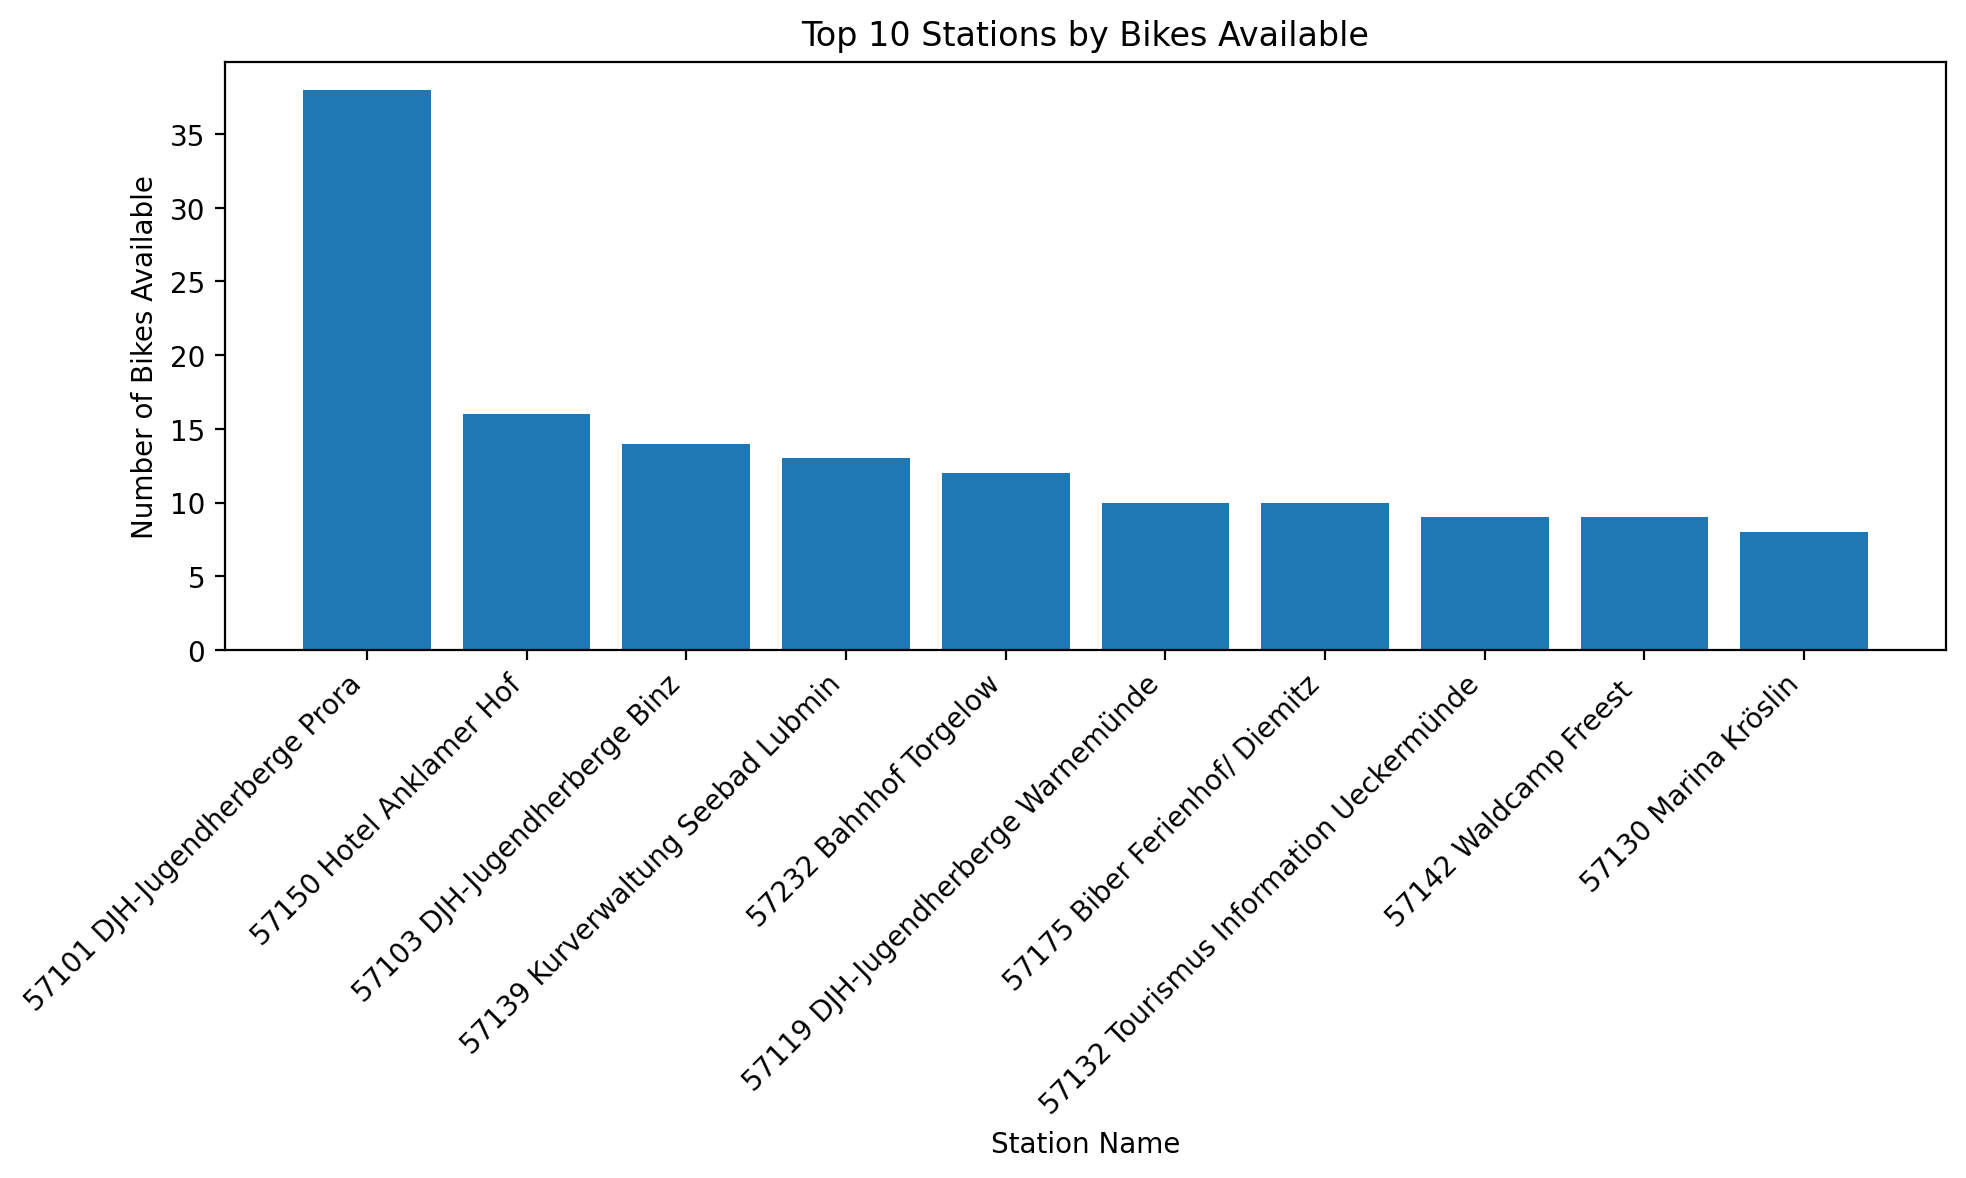 Top 10 Stations by Bikes Available
Number of Bikes Available
35
30
25
20
15
10
5
0
57101 DJH-Jugendherberge Prora
57150 Hotel Anklamer Hof
57103 DJH-Jugendherberge Binz
57139 Kurverwaltung Seebad Lubmin
57232 Bahnhof Torgelow
57119 DJH-Jugendherberge Warnemünde
57175 Biber Ferienhof/ Diemitz
57132 Tourismus Information Ueckermünde
57142 Waldcamp Freest
57130 Marina Kröslin
Station Name